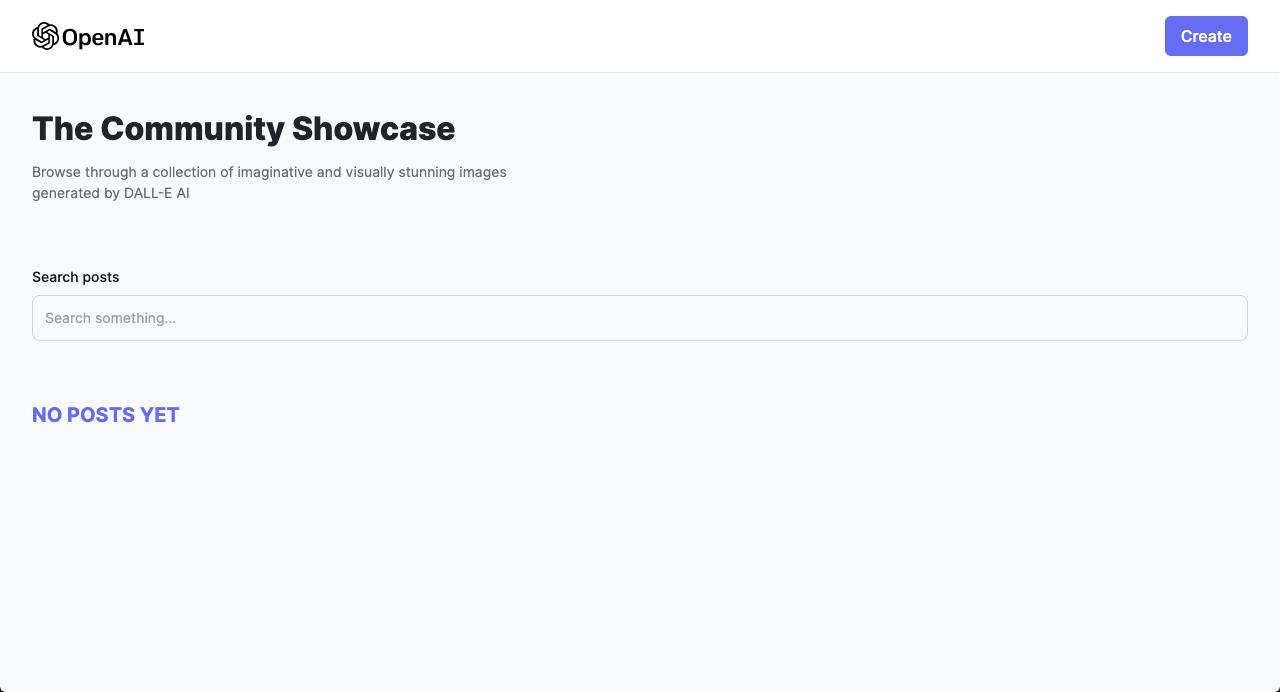 OpenAI
Create
The Community Showcase
Browse through a collection of imaginative and visually stunning images
generated by DALL-E AI
Search posts
Search something...
NO POSTS YET